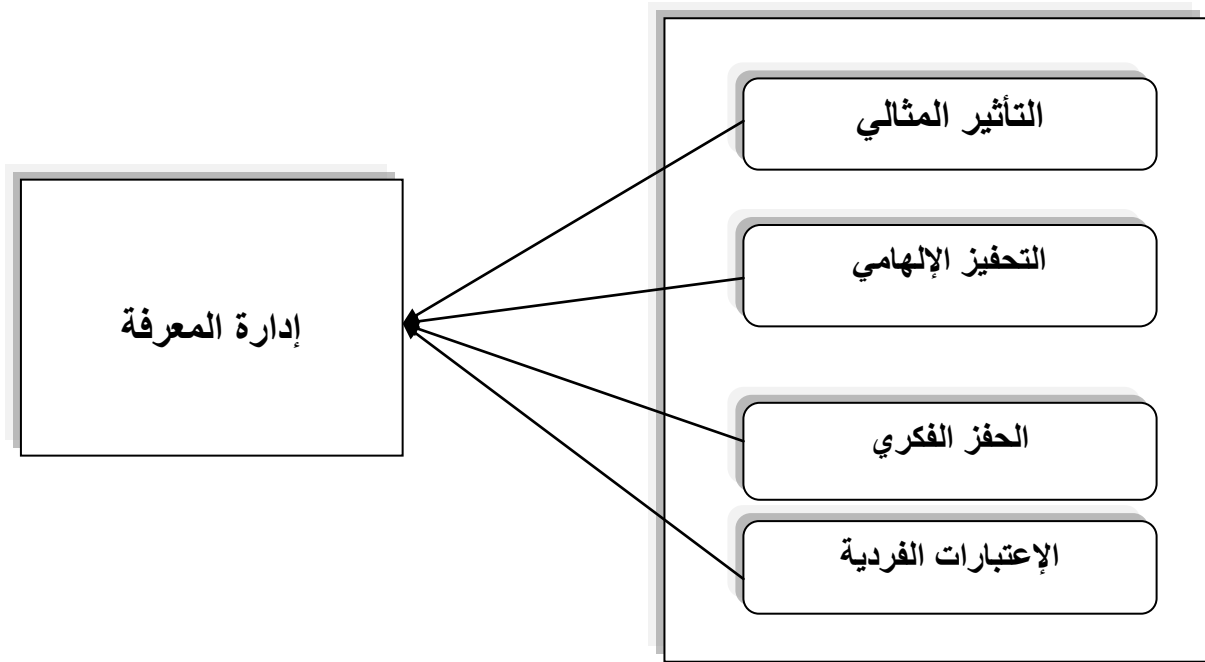 التأثير المثالي
التحفيز الإلهامي
إدارة المعرفة
الحفز الفكري
الإعتبارات الفردية